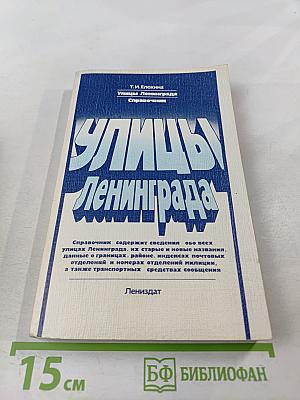 Т. И. Елохина
Улицы Ленинграда
Справочник
УЛИЦЫ
Ленинграда
Справочник содержит сведения обо всех
улицах Ленинграда, их старые и новые названия,
данные о границах, районе, индексах почтовых
отделений и номерах отделений милиции,
а также транспортных средствах сообщения
Лениздат
15 см
БФ БИБЛИОФАН